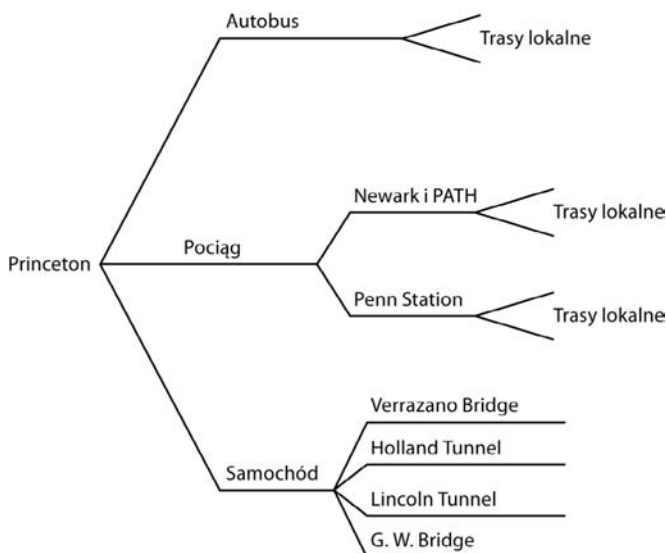 Autobus
Trasy lokalne
Newark i PATH
Trasy lokalne
Pociąg
Princeton
Penn Station
Trasy lokalne
Verrazano Bridge
Holland Tunnel
Samochód
Lincoln Tunnel
G. W. Bridge